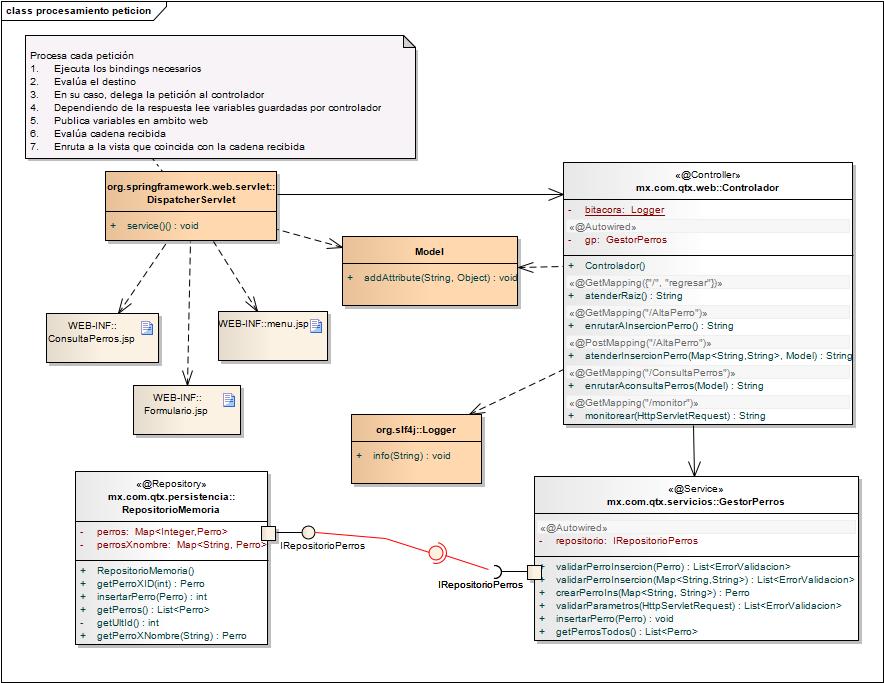 class procesamiento peticion
Procesa cada petición
1. Ejecuta los bindings necesarios
2. Evalúa el destino
3. En su caso, delega la petición al controlador
4. Dependiendo de la respuesta lee variables guardadas por controlador
5. Publica variables en ambito web
6. Evalúa cadena recibida
7. Enruta a la vista que coincida con la cadena recibida
org.springframework.web.servlet::
DispatcherServlet
+ service()() : void
Model
+ addAttribute(String, Object) : void
«@Controller»
mx.com.qtx.web::Controlador
- bitacora: Logger
«@Autowired»
- gp: GestorPerros
+ Controlador()
«@GetMapping({"/", "regresar"})»
+ atenderRaiz() : String
«@GetMapping("/AltaPerro")»
+ enrutarAInsercionPerro() : String
«@PostMapping("/AltaPerro")»
+ atenderInsercionPerro(Map<String,String>, Model) : String
«@GetMapping("/ConsultaPerros")»
+ enrutarAconsultaPerros(Model) : String
«@GetMapping("/monitor")»
+ monitorear(HttpServletRequest) : String
WEB-INF::
ConsultaPerros.jsp
WEB-INF::menu.jsp
WEB-INF::
Formulario.jsp
org.slf4j::Logger
+ info(String) : void
«@Repository»
mx.com.qtx.persistencia::
RepositorioMemoria
- perros: Map<Integer,Perro>
- perrosXnombre: Map<String, Perro>
+ RepositorioMemoria()
+ getPerroXID(int) : Perro
+ insertarPerro(Perro) : int
+ getPerros() : List<Perro>
- getUltId() : int
+ getPerroXNombre(String) : Perro
IRepositorioPerros
IRepositorioPerros
«@Service»
mx.com.qtx.servicios::GestorPerros
«@Autowired»
- repositorio: IRepositorioPerros
+ validarPerroInsercion(Perro) : List<ErrorValidacion>
+ validarPerroInsercion(Map<String,String>) : List<ErrorValidacion>
+ crearPerroIns(Map<String, String>) : Perro
+ validarParametros(HttpServletRequest) : List<ErrorValidacion>
+ insertarPerro(Perro) : void
+ getPerrosTodos() : List<Perro>